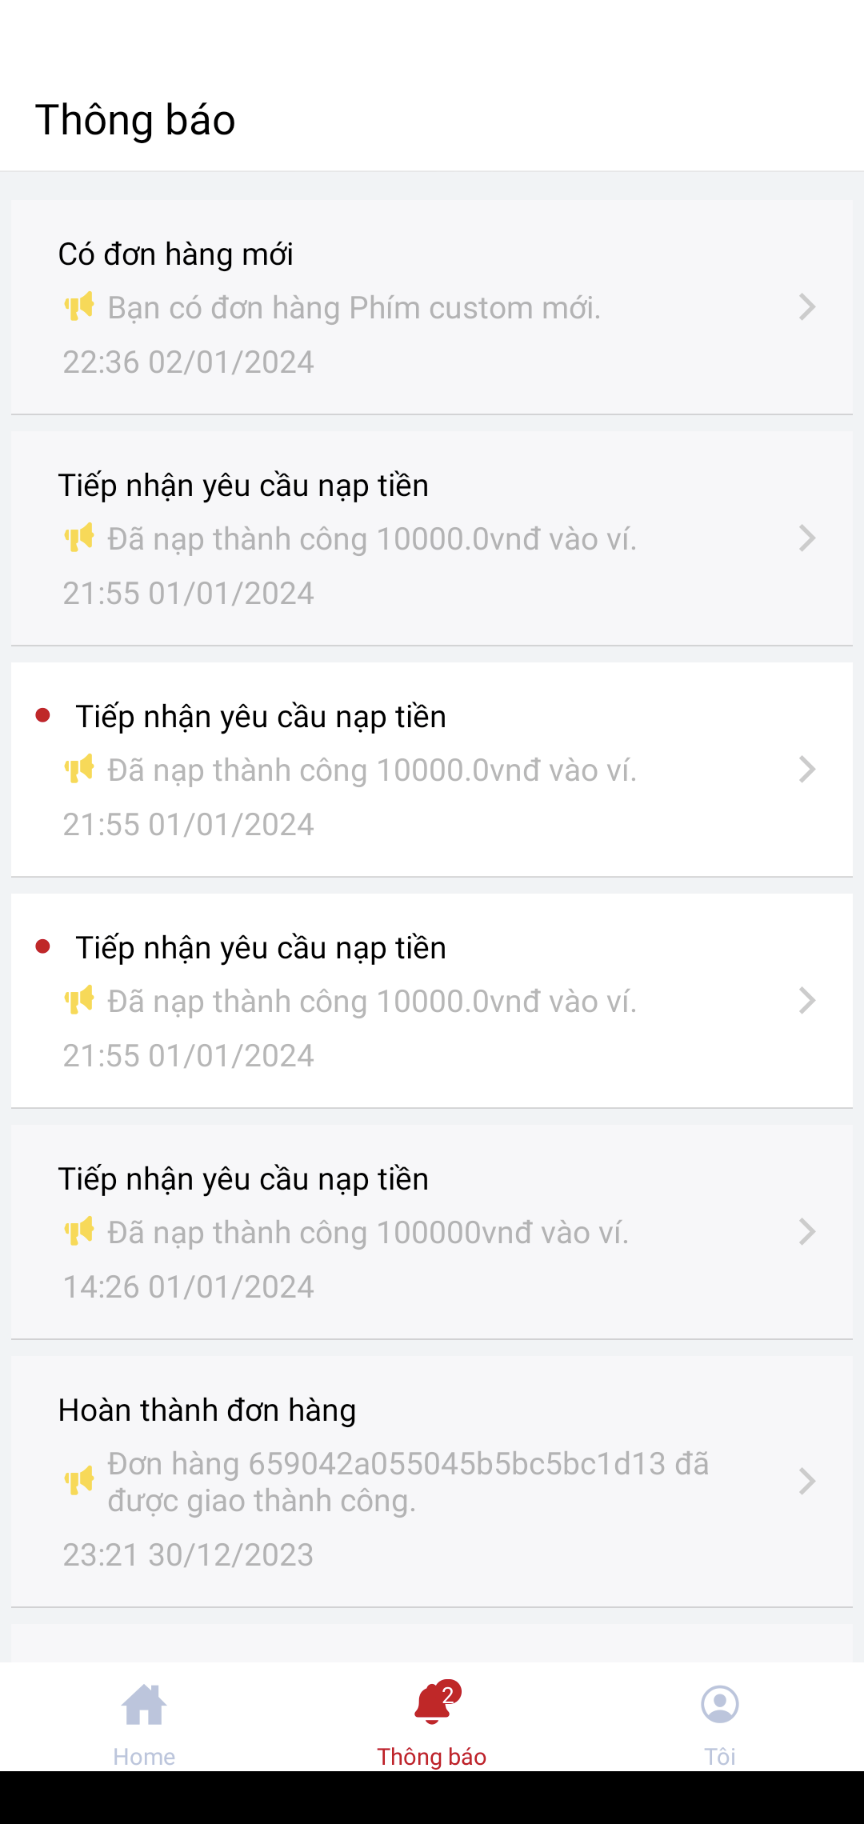 Thông báo
Có đơn hàng mới
Bạn có đơn hàng Phím custom mới.
22:36 02/01/2024
Tiếp nhận yêu cầu nạp tiền
Đã nạp thành công 10000.0vnđ vào ví.
21:55 01/01/2024
Tiếp nhận yêu cầu nạp tiền
Đã nạp thành công 10000.0vnđ vào ví.
21:55 01/01/2024
Tiếp nhận yêu cầu nạp tiền
Đã nạp thành công 10000.0vnđ vào ví.
21:55 01/01/2024
Tiếp nhận yêu cầu nạp tiền
Đã nạp thành công 100000vnđ vào ví.
14:26 01/01/2024
Hoàn thành đơn hàng
Đơn hàng 659042a055045b5bc5bc1d13 đã
được giao thành công.
23:21 30/12/2023
2
Home
Thông báo
Tôi